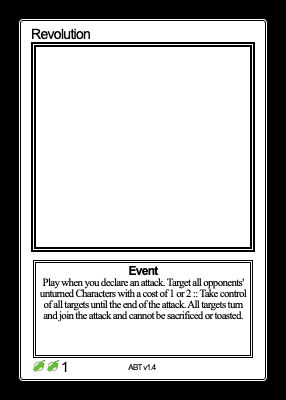 Revolution
Event
Play when you declare an attack. Target all opponents'
unturned Characters with a cost of 1 or 2 :: Take control
of all targets until the end of the attack. All targets turn
and join the attack and cannot be sacrificed or toasted.
1
ABT v1.4